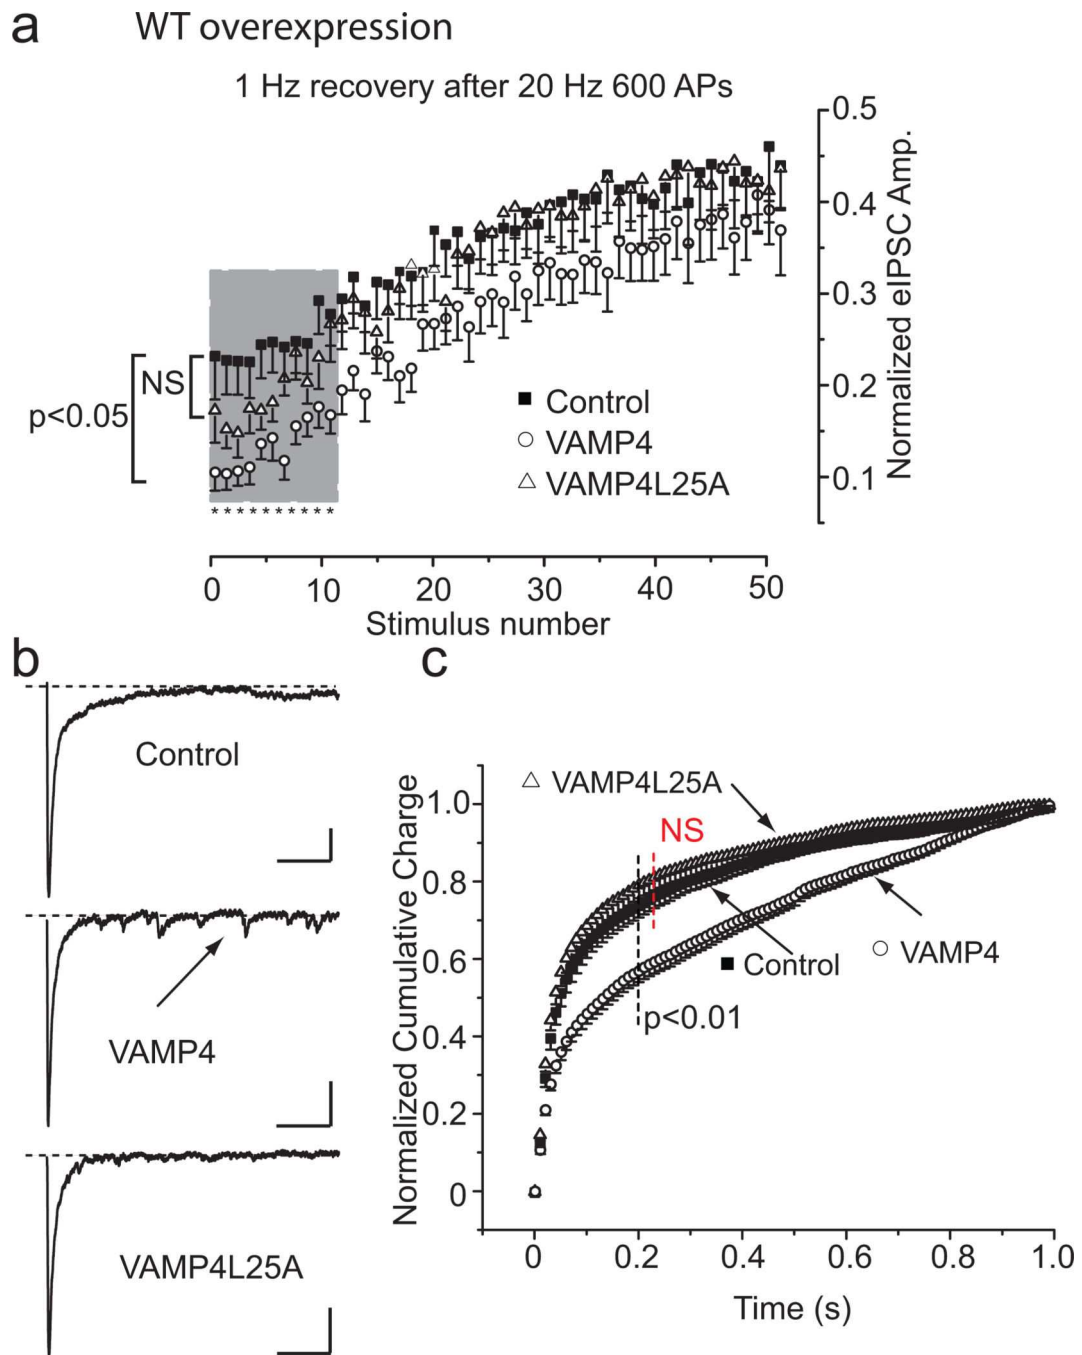 a WT overexpression
1 Hz recovery after 20 Hz 600 APs
0.5
0.4
0.3
0.2
0.1
Normalized eIPSC Amp.
NS
p<0.05
Control
VAMP4
VAMP4L25A
* * * * * * * * * * *
0 10 20 30 40 50
Stimulus number
b
Control
VAMP4
VAMP4L25A
c
VAMP4L25A
NS
Control
VAMP4
p<0.01
1.0
0.8
0.6
0.4
0.2
0
Normalized Cumulative Charge
0 0.2 0.4 0.6 0.8 1.0
Time (s)